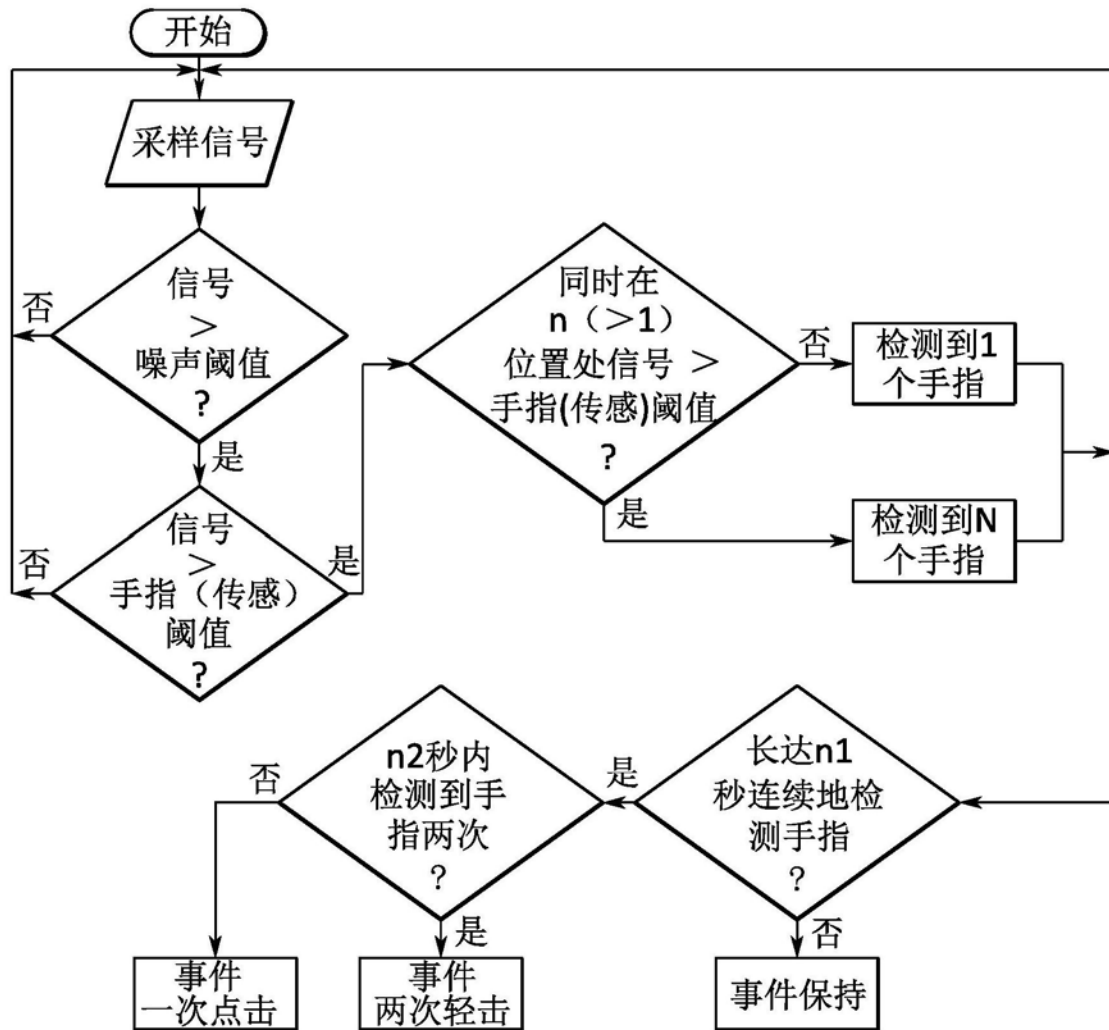 开始
采样信号
信号
>
噪声阈值
?
否
是
信号
>
手指（传感）
阈值
?
否
是
同时在
n（>1）
位置处信号 >
手指(传感)阈值
?
否
是
检测到1
个手指
检测到N
个手指
长达n1
秒连续地检
测手指
?
是
否
n2秒内
检测到手
指两次
?
否
是
事件
一次点击
事件
两次轻击
事件保持